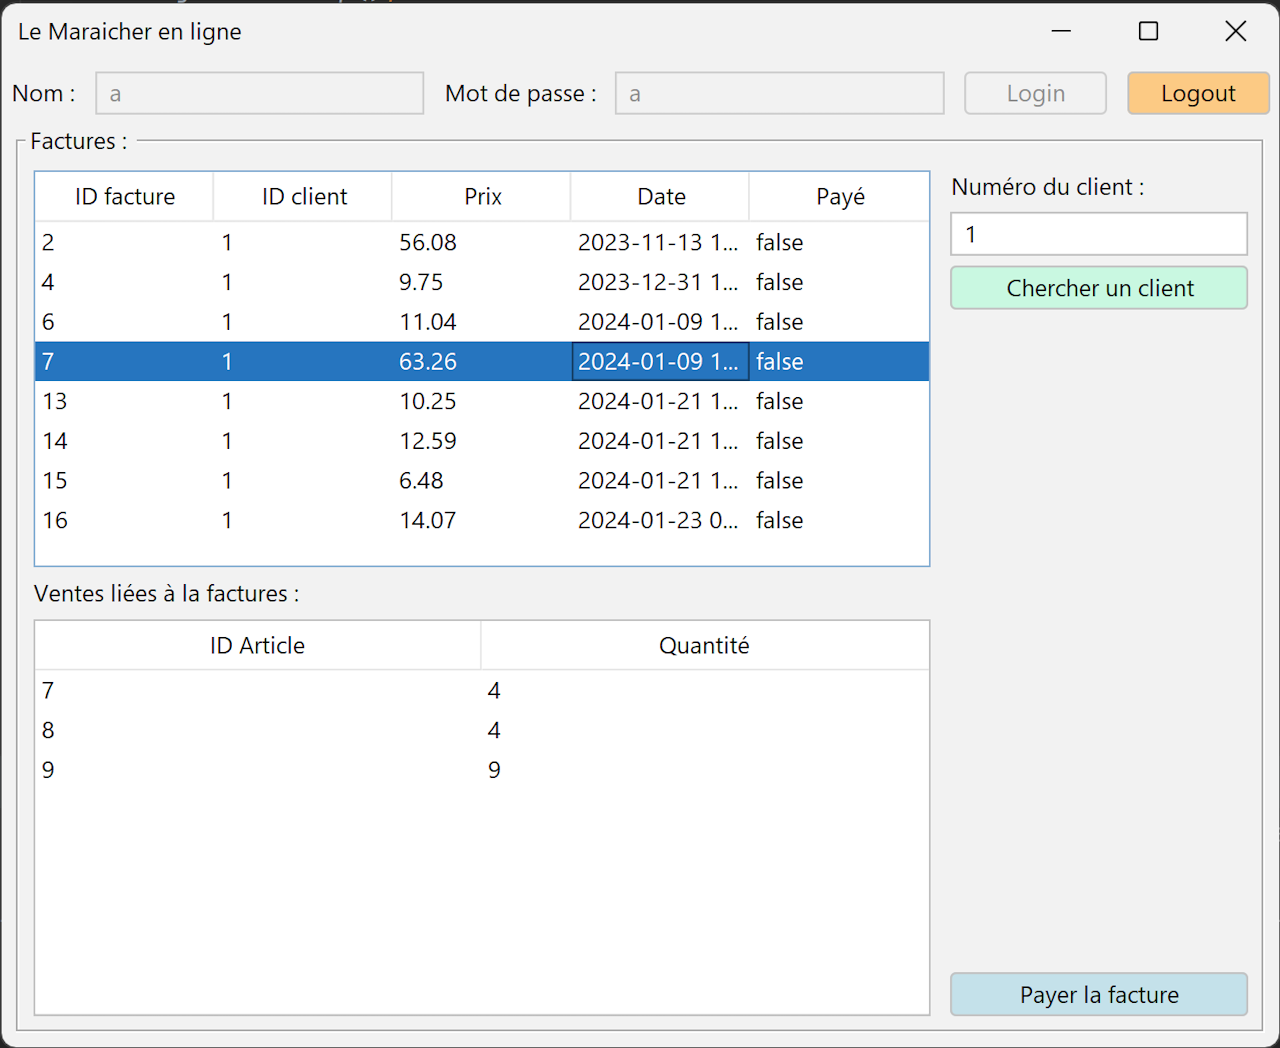 Le Maraicher en ligne
Nom : a Mot de passe : a Login Logout
Factures :
ID facture ID client Prix Date Payé
2 1 56.08 2023-11-13 1... false
4 1 9.75 2023-12-31 1... false
6 1 11.04 2024-01-09 1... false
7 1 63.26 2024-01-09 1... false
13 1 10.25 2024-01-21 1... false
14 1 12.59 2024-01-21 1... false
15 1 6.48 2024-01-21 1... false
16 1 14.07 2024-01-23 0... false
Numéro du client :
1
Chercher un client
Ventes liées à la factures :
ID Article Quantité
7 4
8 4
9 9
Payer la facture